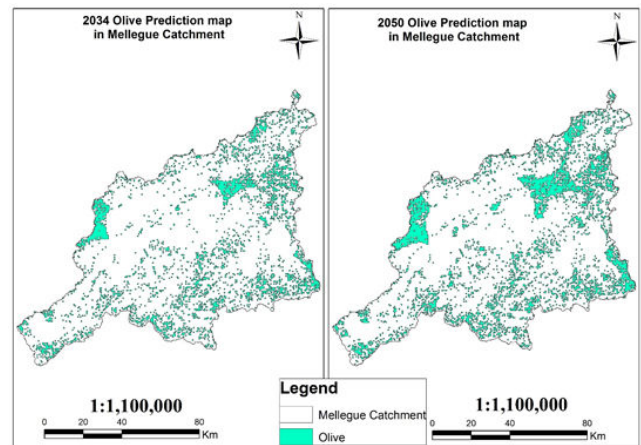 2034 Olive Prediction map
in Mellegue Catchment
N
1:1,100,000
0 20 40 80
Km
2050 Olive Prediction map
in Mellegue Catchment
N
1:1,100,000
0 20 40 80
Km
Legend
Mellegue Catchment
Olive